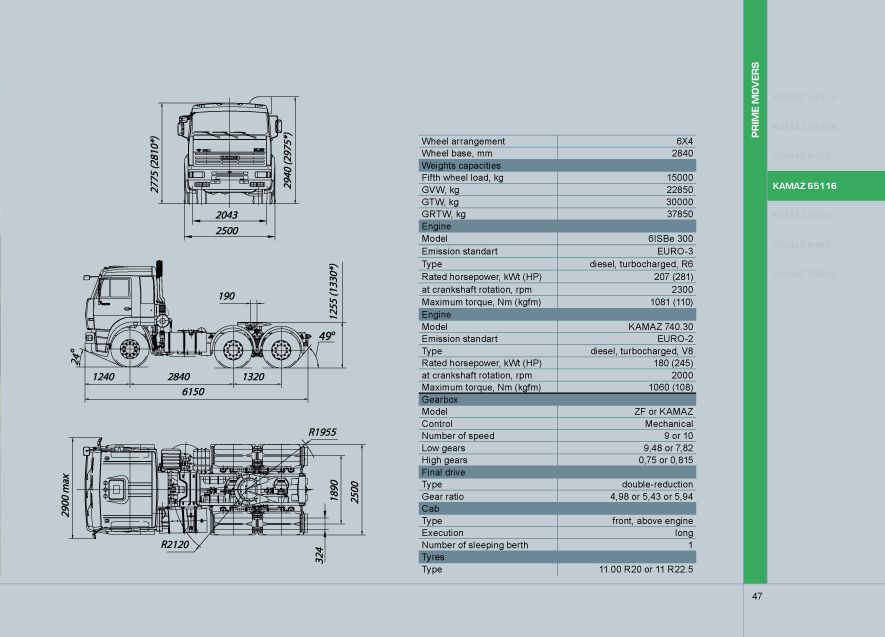 2775 (2810*)
2940 (2975*)
2043
2500
190
1255 (1330*)
49º
24º
1240 2840 1320
6150
R1955
2900 max
1890
2500
R2120
324
Wheel arrangement 6X4
Wheel base, mm 2840
Weights capacities
Fifth wheel load, kg 15000
GVW, kg 22850
GTW, kg 30000
GRTW, kg 37850
Engine
Model 6ISBe 300
Emission standart EURO-3
Type diesel, turbocharged, R6
Rated horsepower, kWt (HP) 207 (281)
at crankshaft rotation, rpm 2300
Maximum torque, Nm (kgfm) 1081 (110)
Engine
Model KAMAZ 740.30
Emission standart EURO-2
Type diesel, turbocharged, V8
Rated horsepower, kWt (HP) 180 (245)
at crankshaft rotation, rpm 2000
Maximum torque, Nm (kgfm) 1060 (108)
Gearbox
Model ZF or KAMAZ
Control Mechanical
Number of speed 9 or 10
Low gears 9,48 or 7,82
High gears 0,75 or 0,815
Final drive
Type double-reduction
Gear ratio 4,98 or 5,43 or 5,94
Cab
Type front, above engine
Execution long
Number of sleeping berth 1
Tyres
Type 11.00 R20 or 11 R22.5
PRIME MOVERS
KAMAZ 54115
KAMAZ 44108
KAMAZ 6460
KAMAZ 65116
KAMAZ 5460
KAMAZ 65225
47